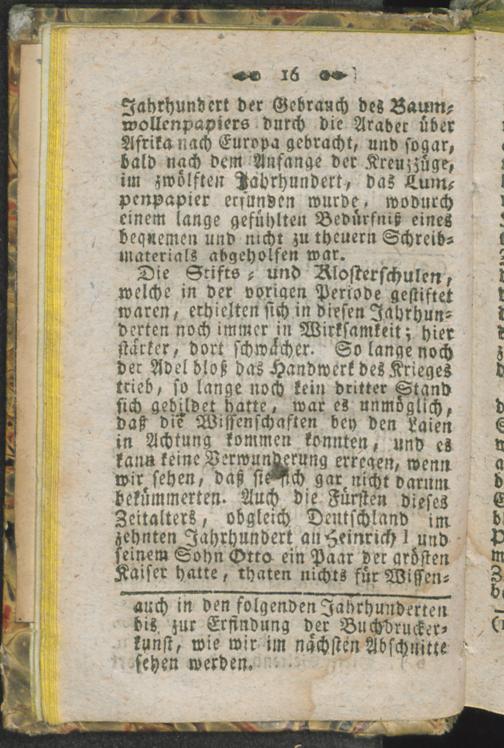 16
Jahrhundert der Gebrauch des Baum-
wollenpapiers durch die Araber über
Afrika nach Europa gebracht, und sogar,
bald nach dem Anfange der Kreuzzüge,
im zwölften Jahrhundert, das Lum-
penpapier erfunden wurde, wodurch
einem lange gefühlten Bedürfniß eines
bequemen und nicht zu theuern Schreib-
materials abgeholfen war.
Die Stifts- und Klosterschulen,
welche in der vorigen Periode gestiftet
waren, erhielten sich in diesen Jahrhun-
derten noch immer in Wirksamkeit; hier
stärker, dort schwächer. So lange noch
der Adel bloß das Handwerk des Krieges
trieb, so lange noch kein dritter Stand
sich gebildet hatte, war es unmöglich,
daß die Wissenschaften bey den Laien
in Achtung kommen konnten, und es
kann keine Verwunderung erregen, wenn
wir sehen, daß sie sich gar nicht darum
bekümmerten. Auch die Fürsten dieses
Zeitalters, obgleich Deutschland im
zehnten Jahrhundert an Heinrich I und
seinem Sohn Otto ein Paar der grösten
Kaiser hatte, thaten nichts für Wissen-
auch in den folgenden Jahrhunderten
bis zur Erfindung der Buchdrucker-
kunst, wie wir im nächsten Abschnitte
sehen werden.